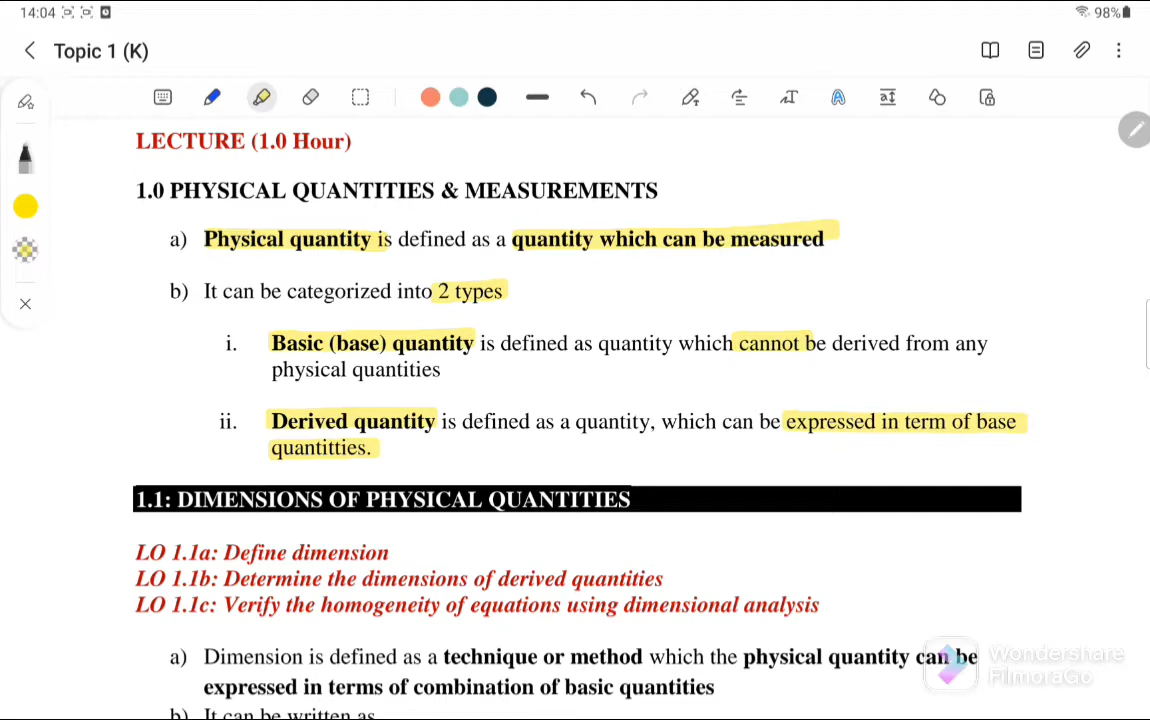 14:04
98%
Topic 1 (K)
LECTURE (1.0 Hour)
1.0 PHYSICAL QUANTITIES & MEASUREMENTS
a) Physical quantity is defined as a quantity which can be measured
b) It can be categorized into 2 types
i. Basic (base) quantity is defined as quantity which cannot be derived from any
physical quantities
ii. Derived quantity is defined as a quantity, which can be expressed in term of base
quantitties.
1.1: DIMENSIONS OF PHYSICAL QUANTITIES
LO 1.1a: Define dimension
LO 1.1b: Determine the dimensions of derived quantities
LO 1.1c: Verify the homogeneity of equations using dimensional analysis
a) Dimension is defined as a technique or method which the physical quantity can be
expressed in terms of combination of basic quantities
b) It can be written as
Wondershare
FilmoraGo